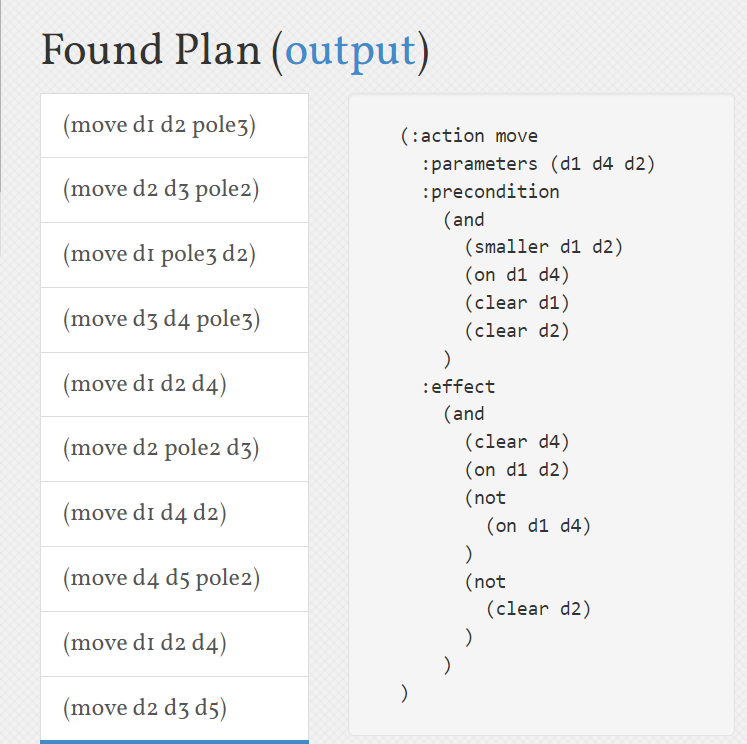 Found Plan (output)
(move d1 d2 pole3)
(move d2 d3 pole2)
(move d1 pole3 d2)
(move d3 d4 pole3)
(move d1 d2 d4)
(move d2 pole2 d3)
(move d1 d4 d2)
(move d4 d5 pole2)
(move d1 d2 d4)
(move d2 d3 d5)
(:action move
:parameters (d1 d4 d2)
:precondition
(and
(smaller d1 d2)
(on d1 d4)
(clear d1)
(clear d2)
)
:effect
(and
(clear d4)
(on d1 d2)
(not
(on d1 d4)
)
(not
(clear d2)
)
)
)